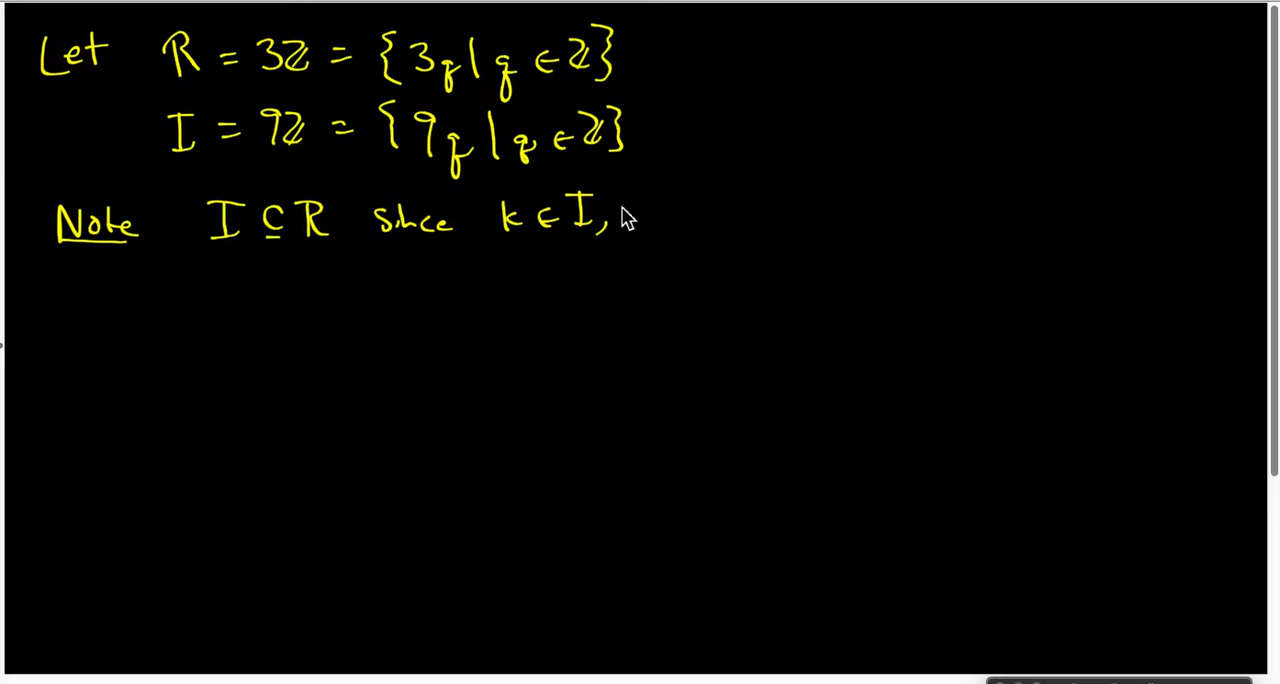 Let R = 3ℤ = {3q | q ∈ ℤ}
I = 9ℤ = {9q | q ∈ ℤ}
Note I ⊆ R since k ∈ I,